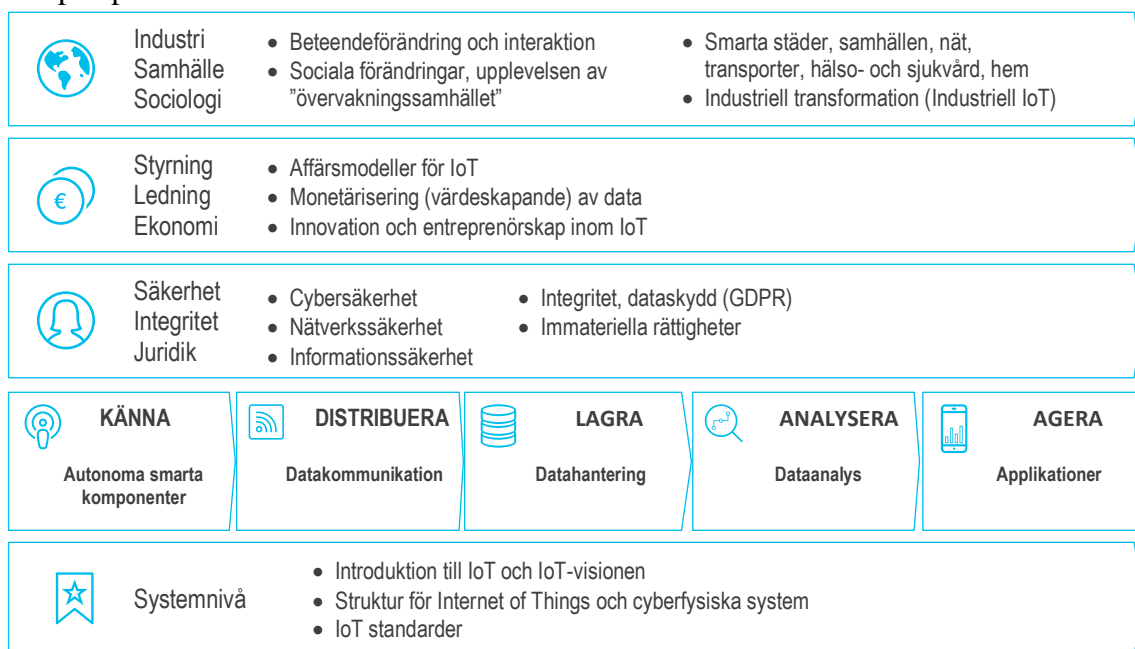 Industri
Samhälle
Sociologi
• Beteendeförändring och interaktion
• Sociala förändringar, upplevelsen av
”övervakningssamhället”
• Smarta städer, samhällen, nät,
transporter, hälso- och sjukvård, hem
• Industriell transformation (Industriell IoT)
€
Styrning
Ledning
Ekonomi
• Affärsmodeller för IoT
• Monetärisering (värdeskapande) av data
• Innovation och entreprenörskap inom IoT
Säkerhet
Integritet
Juridik
• Cybersäkerhet
• Nätverkssäkerhet
• Informationssäkerhet
• Integritet, dataskydd (GDPR)
• Immateriella rättigheter
KÄNNA
Autonoma smarta
komponenter
DISTRIBUERA
Datakommunikation
LAGRA
Datahantering
ANALYSERA
Dataanalys
AGERA
Applikationer
Systemnivå
• Introduktion till IoT och IoT-visionen
• Struktur för Internet of Things och cyberfysiska system
• IoT standarder